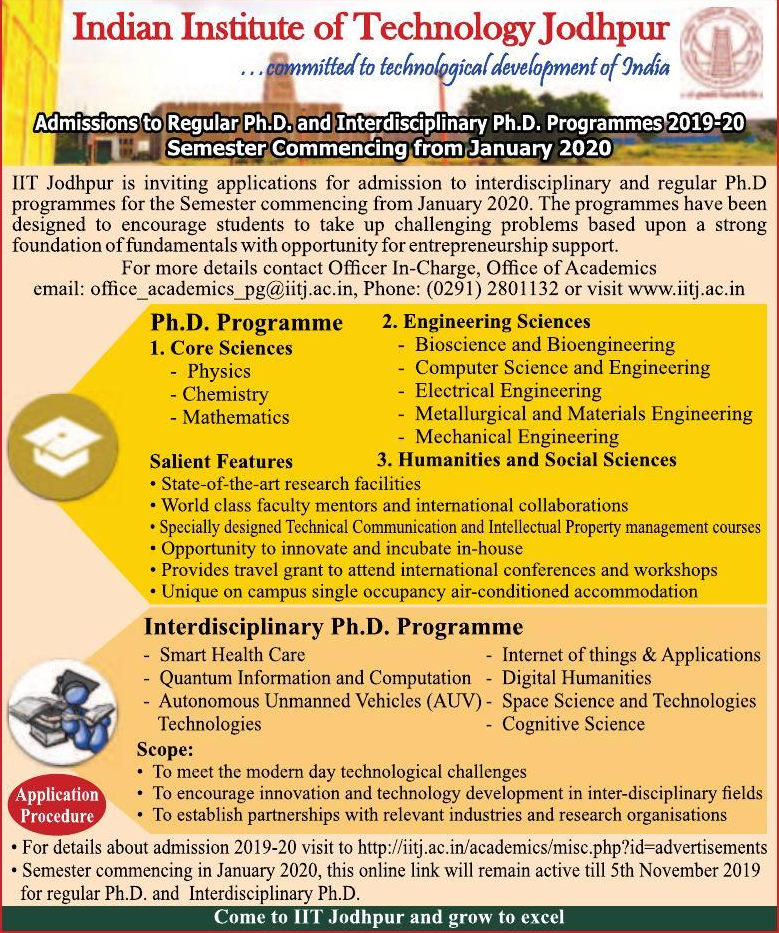 Indian Institute of Technology Jodhpur
...committed to technological development of India
Admissions to Regular Ph.D. and Interdisciplinary Ph.D. Programmes 2019-20
Semester Commencing from January 2020
IIT Jodhpur is inviting applications for admission to interdisciplinary and regular Ph.D
programmes for the Semester commencing from January 2020. The programmes have been
designed to encourage students to take up challenging problems based upon a strong
foundation of fundamentals with opportunity for entrepreneurship support.
For more details contact Officer In-Charge, Office of Academics
email: office_academics_pg@iitj.ac.in, Phone: (0291) 2801132 or visit www.iitj.ac.in
Ph.D. Programme
1. Core Sciences
- Physics
- Chemistry
- Mathematics
2. Engineering Sciences
- Bioscience and Bioengineering
- Computer Science and Engineering
- Electrical Engineering
- Metallurgical and Materials Engineering
- Mechanical Engineering
3. Humanities and Social Sciences
Salient Features
• State-of-the-art research facilities
• World class faculty mentors and international collaborations
• Specially designed Technical Communication and Intellectual Property management courses
• Opportunity to innovate and incubate in-house
• Provides travel grant to attend international conferences and workshops
• Unique on campus single occupancy air-conditioned accommodation
Interdisciplinary Ph.D. Programme
- Smart Health Care
- Quantum Information and Computation
- Autonomous Unmanned Vehicles (AUV)
Technologies
- Internet of things & Applications
- Digital Humanities
- Space Science and Technologies
- Cognitive Science
Scope:
• To meet the modern day technological challenges
• To encourage innovation and technology development in inter-disciplinary fields
• To establish partnerships with relevant industries and research organisations
Application
Procedure
• For details about admission 2019-20 visit to http://iitj.ac.in/academics/misc.php?id=advertisements
• Semester commencing in January 2020, this online link will remain active till 5th November 2019
for regular Ph.D. and Interdisciplinary Ph.D.
Come to IIT Jodhpur and grow to excel